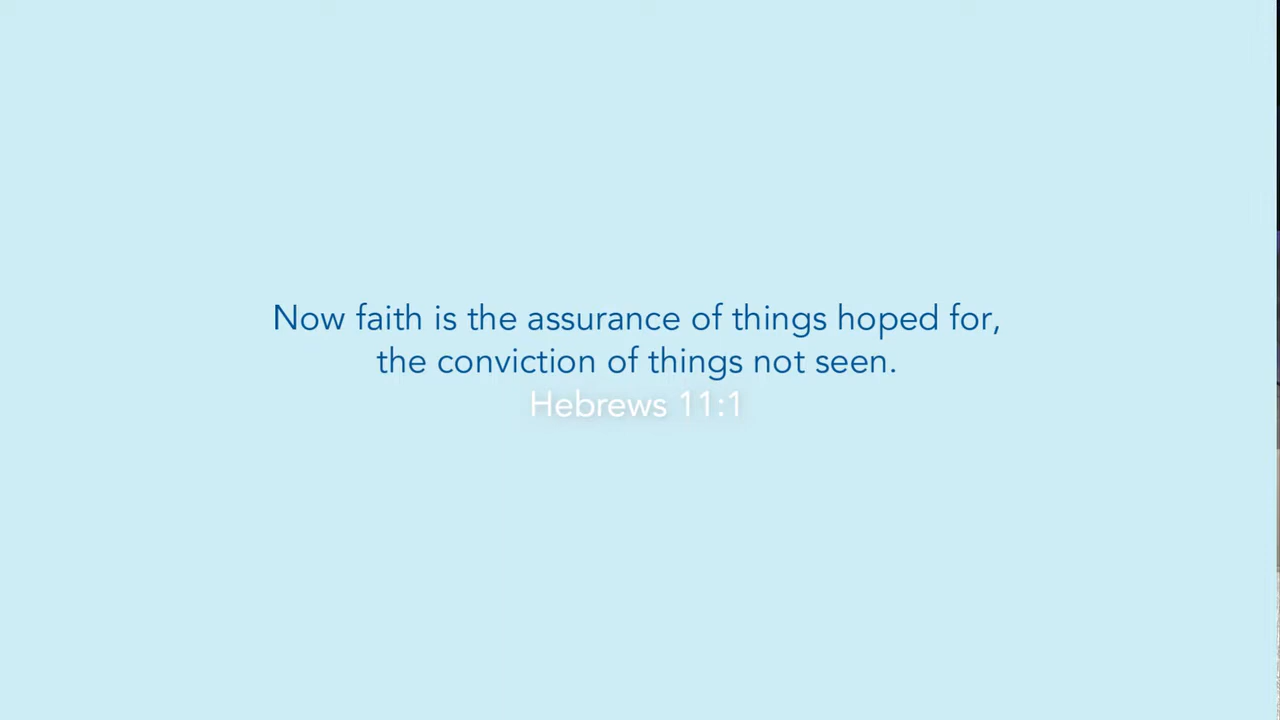 Now faith is the assurance of things hoped for,
the conviction of things not seen.
Hebrews 11:1